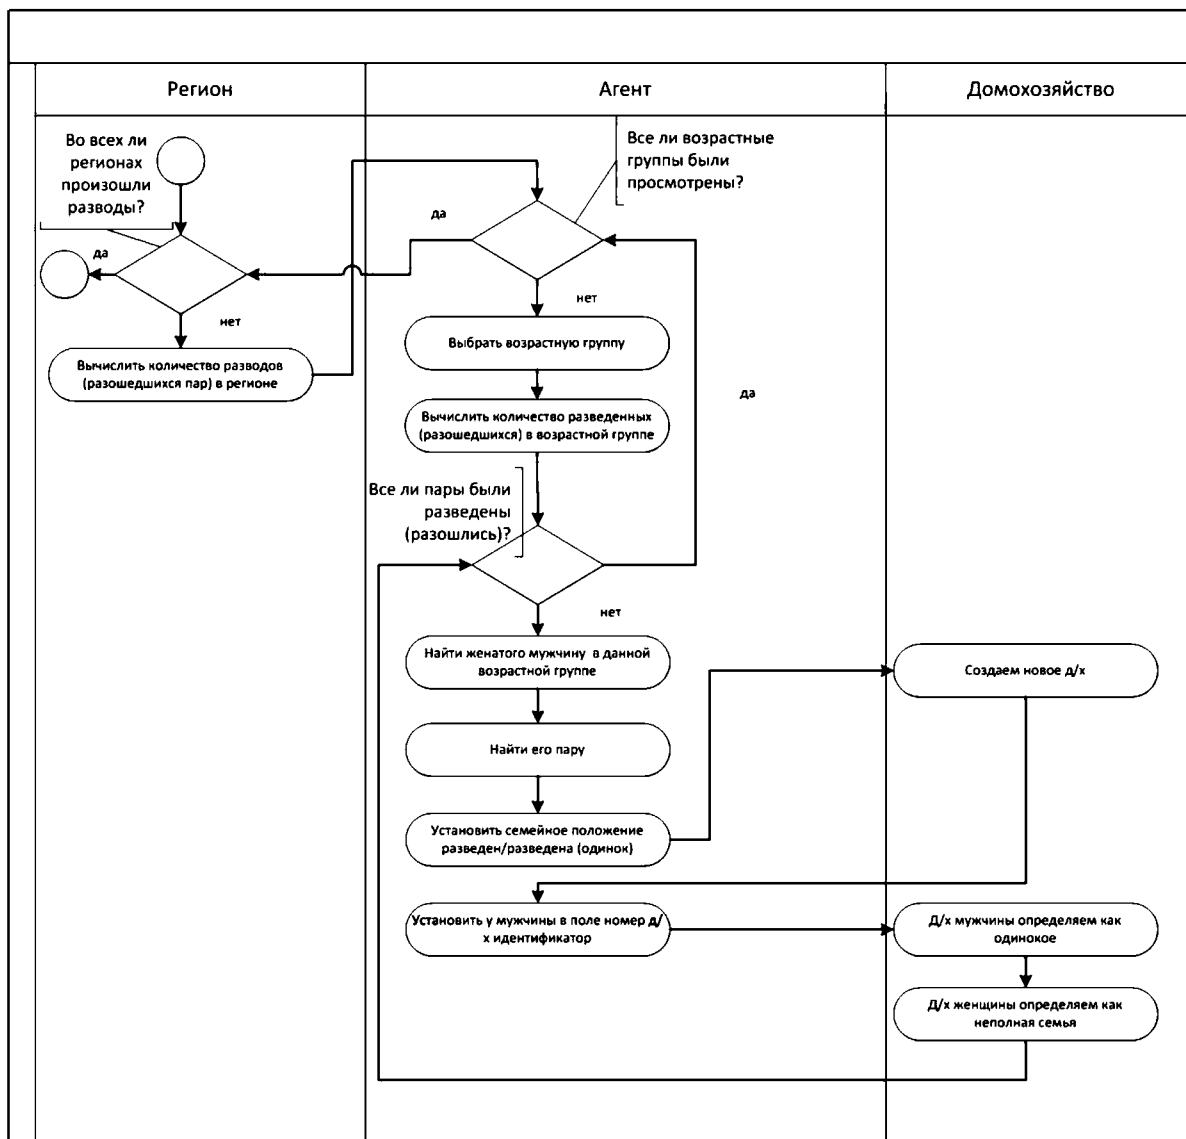 Регион
Агент
Домохозяйство
Во всех ли
регионах
произошли
разводы?
Все ли возрастные
группы были
просмотрены?
да
да
нет
нет
Выбрать возрастную группу
Вычислить количество разводов
(разошедшихся пар) в регионе
да
Вычислить количество разведенных
(разошедшихся) в возрастной группе
Все ли пары были
разведены
(разошлись)?
нет
Найти женатого мужчину в данной
возрастной группе
Создаем новое д/х
Найти его пару
Установить семейное положение
разведен/разведена (одинок)
Установить у мужчины в поле номер д/
х идентификатор
Д/х мужчины определяем как
одинокое
Д/х женщины определяем как
неполная семья